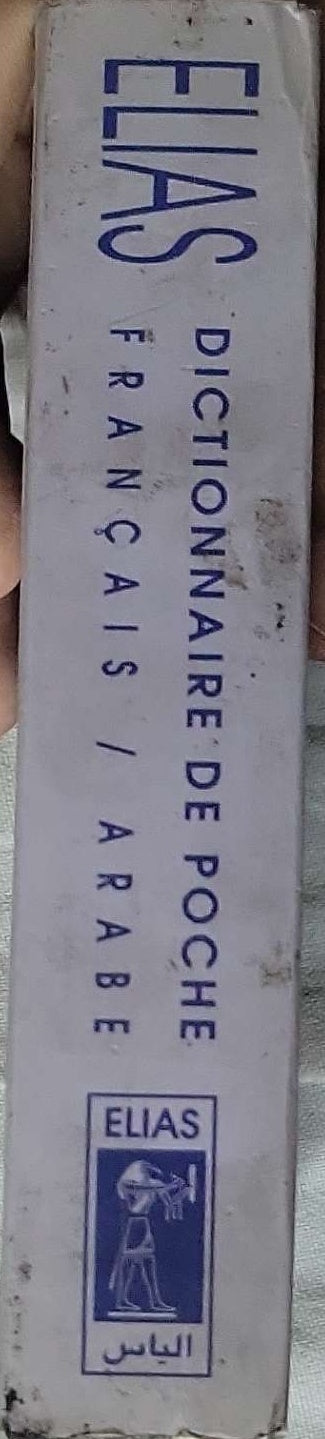 ELIAS
DICTIONNAIRE DE POCHE
FRANÇAIS / ARABE
ELIAS
الياس